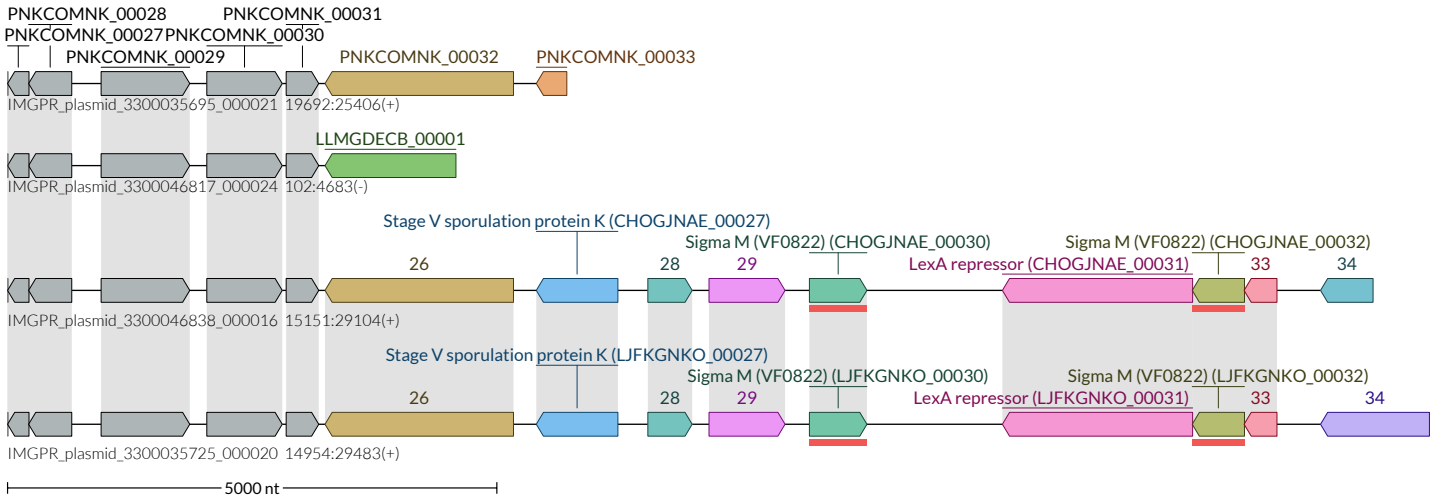 PNKCOMNK_00028 PNKCOMNK_00031
PNKCOMNK_00027 PNKCOMNK_00030
PNKCOMNK_00029 PNKCOMNK_00032 PNKCOMNK_00033
IMGPR_plasmid_3300035695_000021 19692:25406(+)
LLMGDECB_00001
IMGPR_plasmid_3300046817_000024 102:4683(-)
Stage V sporulation protein K (CHOGJNAE_00027)
Sigma M (VF0822) (CHOGJNAE_00030) Sigma M (VF0822) (CHOGJNAE_00032)
26 28 29 LexA repressor (CHOGJNAE_00031) 33 34
IMGPR_plasmid_3300046838_000016 15151:29104(+)
Stage V sporulation protein K (LJFKGNKO_00027)
Sigma M (VF0822) (LJFKGNKO_00030) Sigma M (VF0822) (LJFKGNKO_00032)
26 28 29 LexA repressor (LJFKGNKO_00031) 33 34
IMGPR_plasmid_3300035725_000020 14954:29483(+)
5000 nt